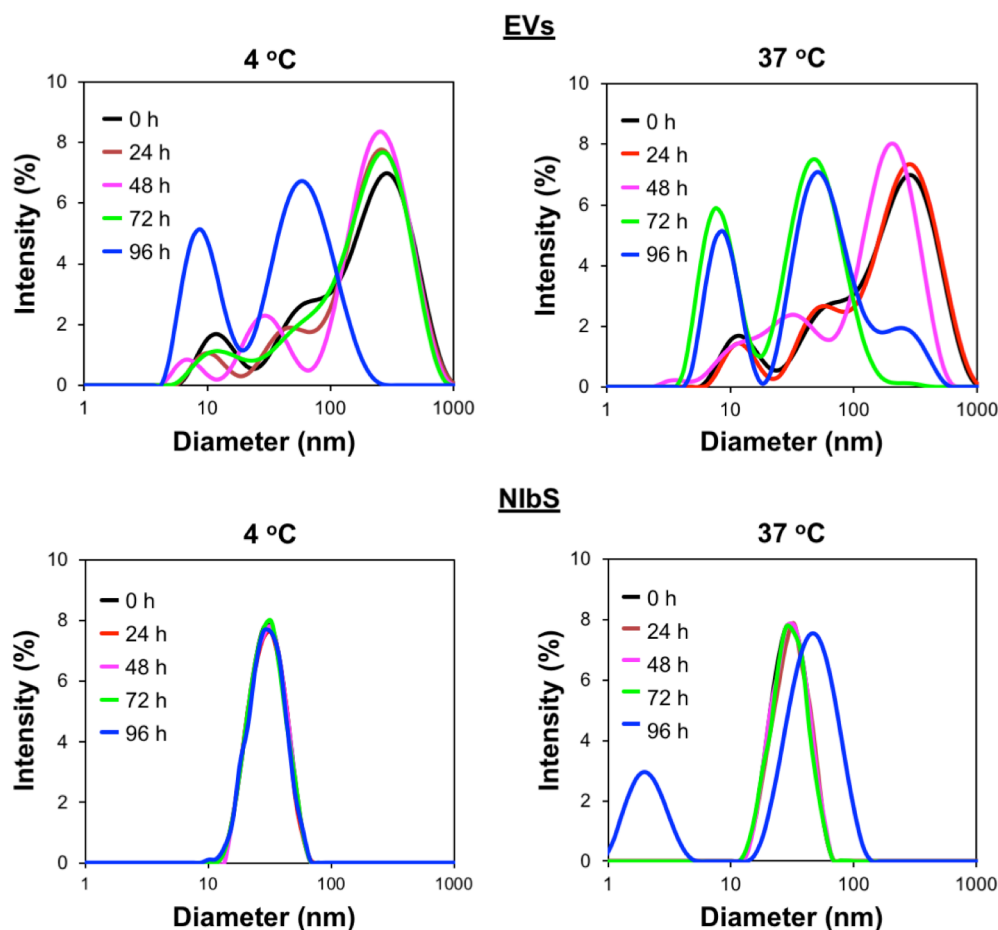 EVs
4 °C
10
8
6
4
2
0
Intensity (%)
0 h
24 h
48 h
72 h
96 h
1
10
100
1000
Diameter (nm)
37 °C
10
8
6
4
2
0
Intensity (%)
0 h
24 h
48 h
72 h
96 h
1
10
100
1000
Diameter (nm)
NIbS
4 °C
10
8
6
4
2
0
Intensity (%)
0 h
24 h
48 h
72 h
96 h
1
10
100
1000
Diameter (nm)
37 °C
10
8
6
4
2
0
Intensity (%)
0 h
24 h
48 h
72 h
96 h
1
10
100
1000
Diameter (nm)